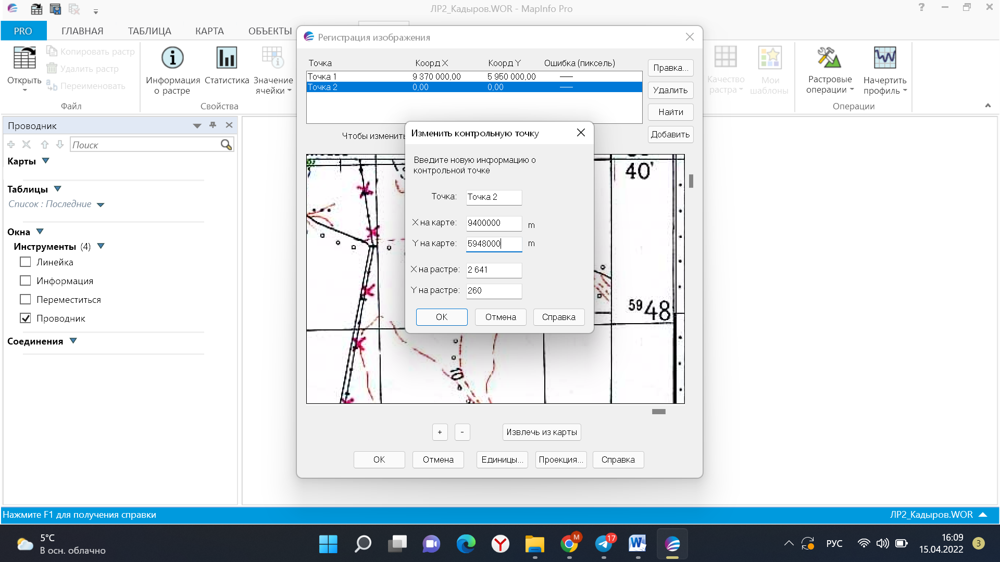 ЛР2_Кадыров.WOR - MapInfo Pro
PRO
ГЛАВНАЯ
ТАБЛИЦА
КАРТА
ОБЪЕКТЫ
Открыть
Копировать растр
Удалить растр
Переименовать
Файл
Информация
о растре
Статистика
Значение
ячейки
Свойства
Качество
растра
Мои
шаблоны
Растровые
операции
Начертить
профиль
Операции
Проводник
Поиск
Карты
Таблицы
Список : Последние
Окна
Инструменты (4)
Линейка
Информация
Переместиться
Проводник
Соединения
Регистрация изображения
Точка Коорд X Коорд Y Ошибка (пиксель)
Точка 1 9 370 000,00 5 950 000,00 —
Точка 2 0,00 0,00 —
Правка...
Удалить
Найти
Добавить
Чтобы изменить
40'
5948
10
Изменить контрольную точку
Введите новую информацию о
контрольной точке
Точка: Точка 2
X на карте: 9400000 m
Y на карте: 5948000 m
X на растре: 2 641
Y на растре: 260
OK Отмена Справка
+ - Извлечь из карты
OK Отмена Единицы... Проекция... Справка
Нажмите F1 для получения справки
ЛР2_Кадыров.WOR
5°C
В осн. облачно
М
17
РУС
16:09
15.04.2022
3